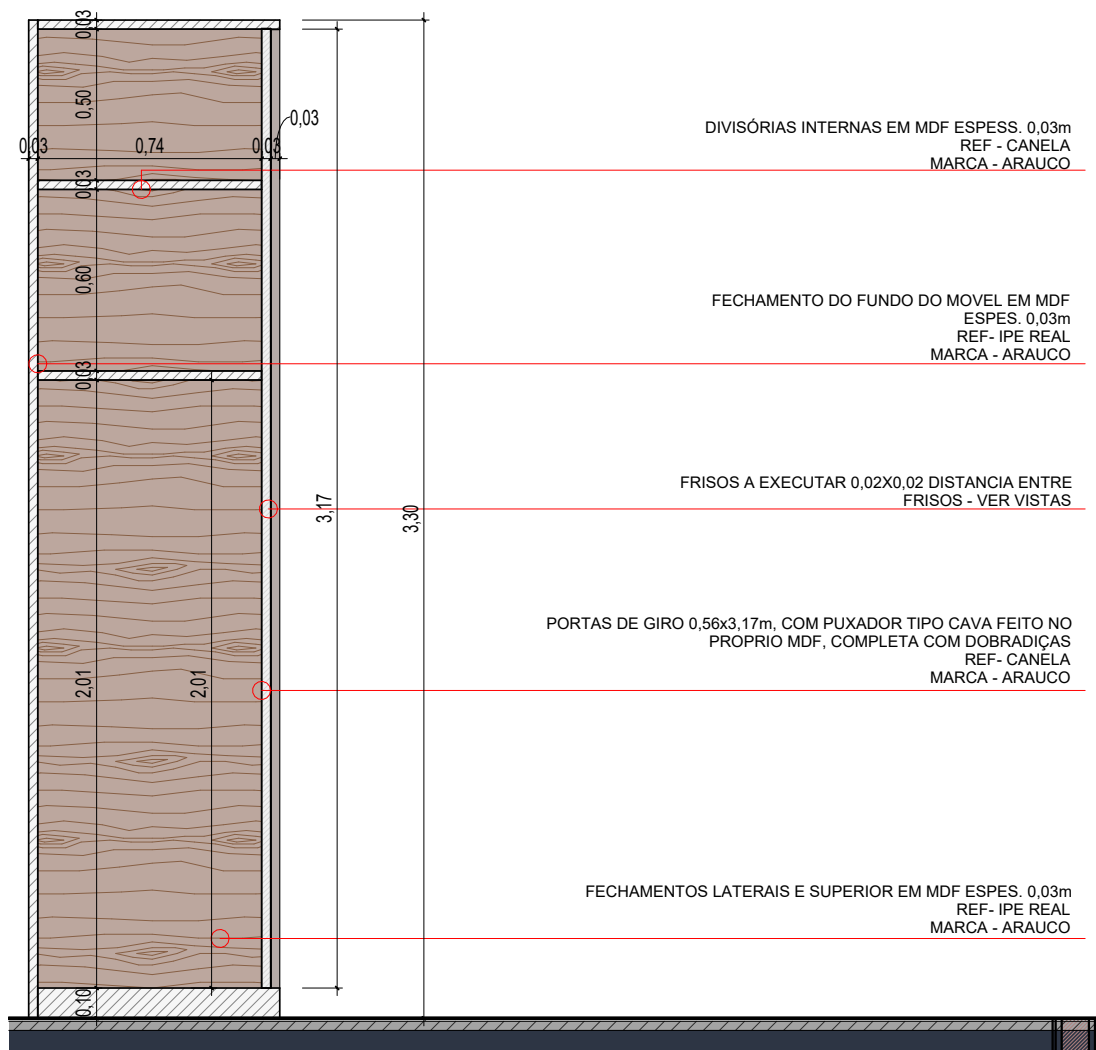 0,03
0,50
0,03
0,03
0,74
0,03
0,03
0,60
0,03
2,01
2,01
0,10
3,17
3,30
DIVISÓRIAS INTERNAS EM MDF ESPESS. 0,03m
REF - CANELA
MARCA - ARAUCO
FECHAMENTO DO FUNDO DO MOVEL EM MDF
ESPES. 0,03m
REF- IPE REAL
MARCA - ARAUCO
FRISOS A EXECUTAR 0,02X0,02 DISTANCIA ENTRE
FRISOS - VER VISTAS
PORTAS DE GIRO 0,56x3,17m, COM PUXADOR TIPO CAVA FEITO NO
PROPRIO MDF, COMPLETA COM DOBRADIÇAS
REF- CANELA
MARCA - ARAUCO
FECHAMENTOS LATERAIS E SUPERIOR EM MDF ESPES. 0,03m
REF- IPE REAL
MARCA - ARAUCO